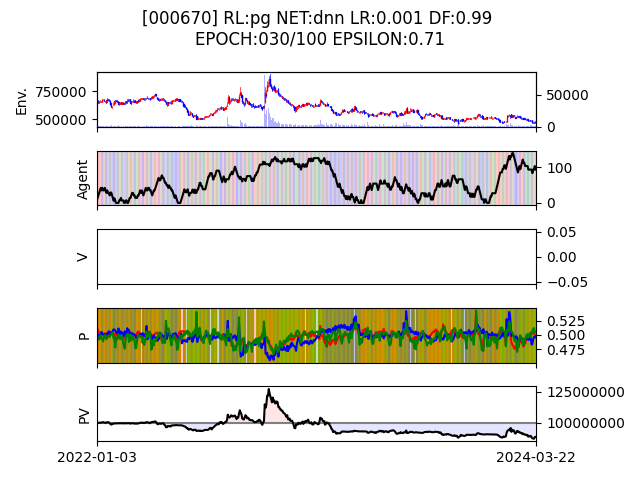 [000670] RL:pg NET:dnn LR:0.001 DF:0.99
EPOCH:030/100 EPSILON:0.71
Env.
750000
500000
50000
0
Agent
100
0
V
0.05
0.00
−0.05
P
0.525
0.500
0.475
PV
125000000
100000000
2022-01-03
2024-03-22